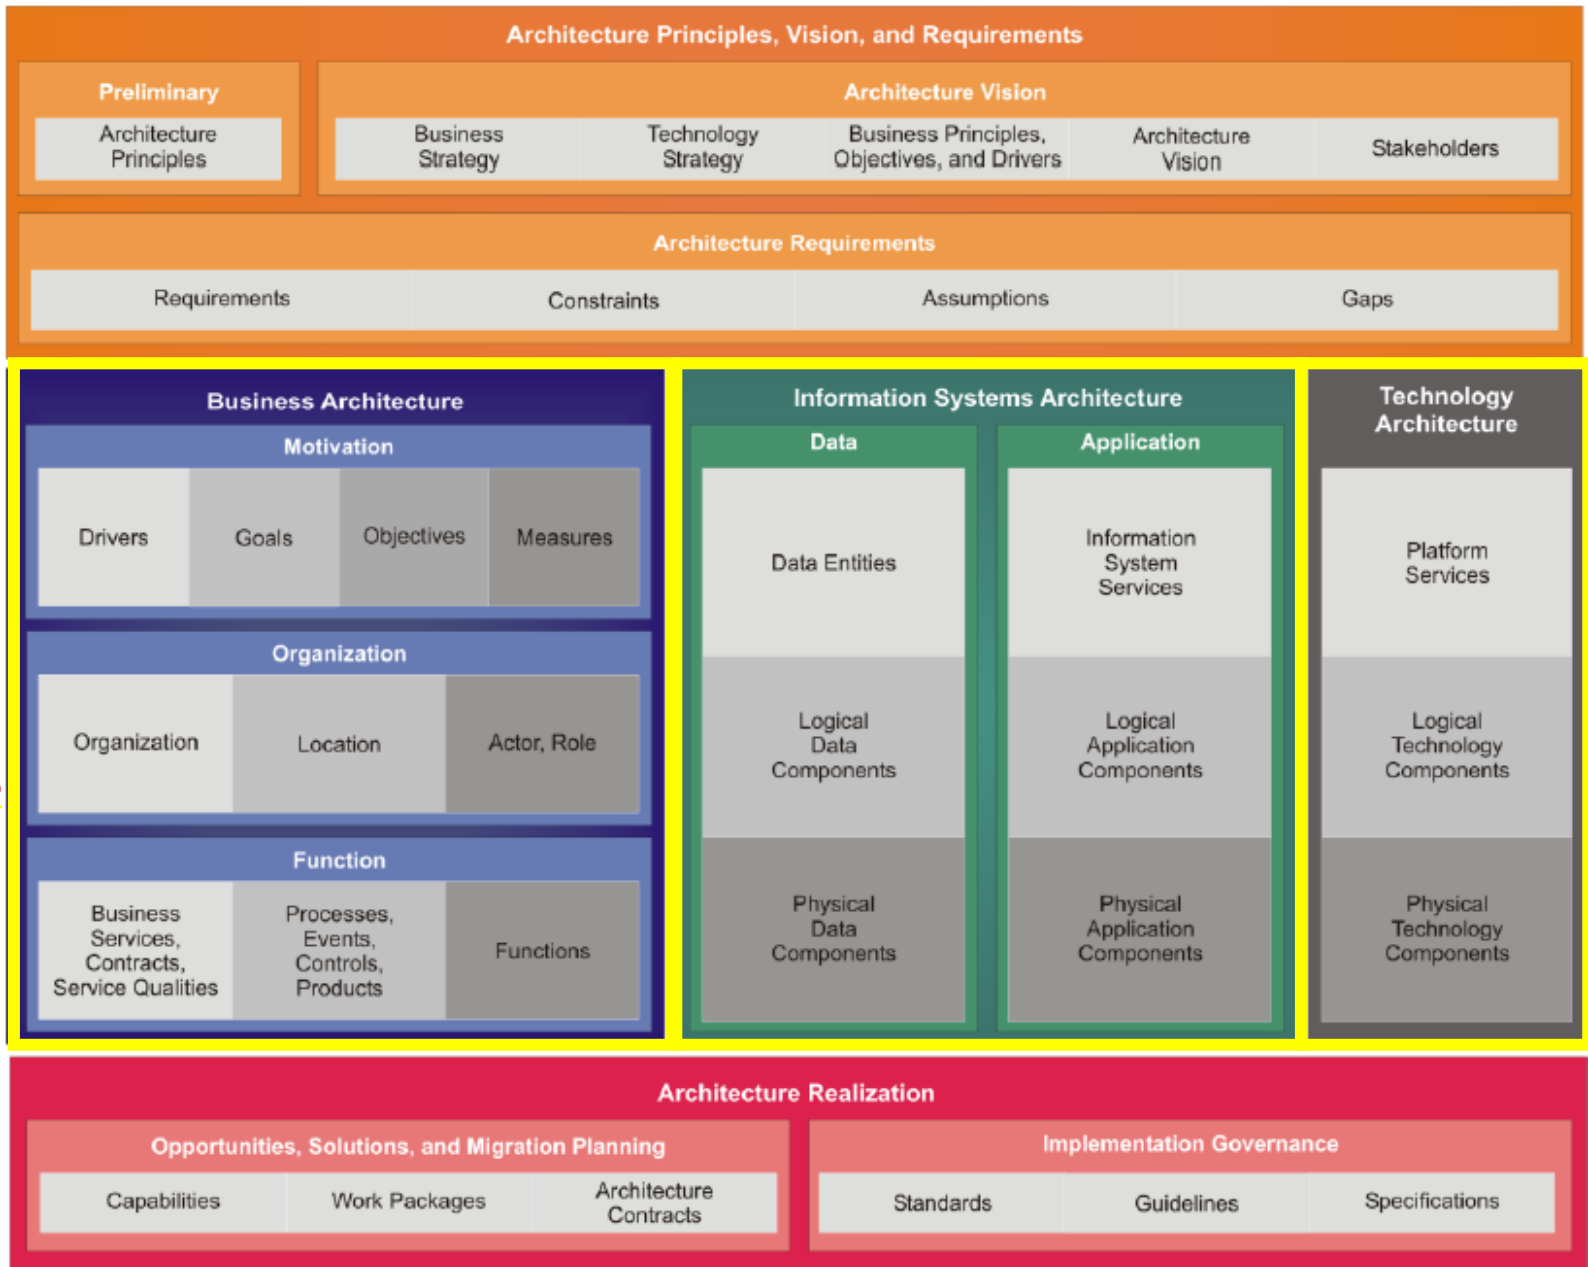 Architecture Principles, Vision, and Requirements
Preliminary
Architecture
Principles
Architecture Vision
Business
Strategy
Technology
Strategy
Business Principles,
Objectives, and Drivers
Architecture
Vision
Stakeholders
Architecture Requirements
Requirements
Constraints
Assumptions
Gaps
Business Architecture
Motivation
Drivers
Goals
Objectives
Measures
Organization
Organization
Location
Actor, Role
Function
Business
Services,
Contracts,
Service Qualities
Processes,
Events,
Controls,
Products
Functions
Information Systems Architecture
Data
Data Entities
Logical
Data
Components
Physical
Data
Components
Application
Information
System
Services
Logical
Application
Components
Physical
Application
Components
Technology
Architecture
Platform
Services
Logical
Technology
Components
Physical
Technology
Components
Architecture Realization
Opportunities, Solutions, and Migration Planning
Capabilities
Work Packages
Architecture
Contracts
Implementation Governance
Standards
Guidelines
Specifications